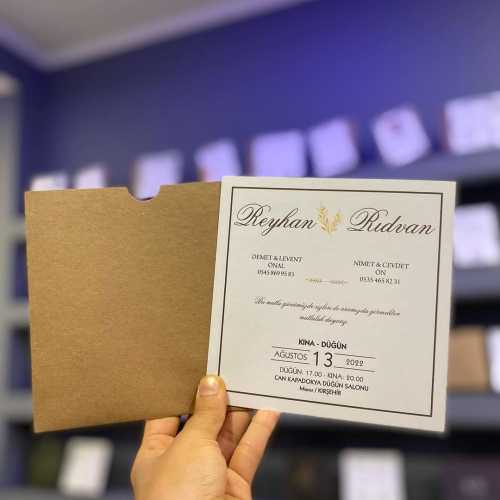 Reyhan Rıdvan
DEMET & LEVENT
ÖNAL
0545 869 95 83
NİMET & CEVDET
ÖN
0535 465 82 31
Bu mutlu günümüzde sizleri de aramızda görmekten
mutluluk duyarız.
KINA - DÜĞÜN
AĞUSTOS 13 2022
DÜĞÜN: 17.00 - KINA: 20.00
CAN KAPADOKYA DÜĞÜN SALONU
Mucur / KIRŞEHİR